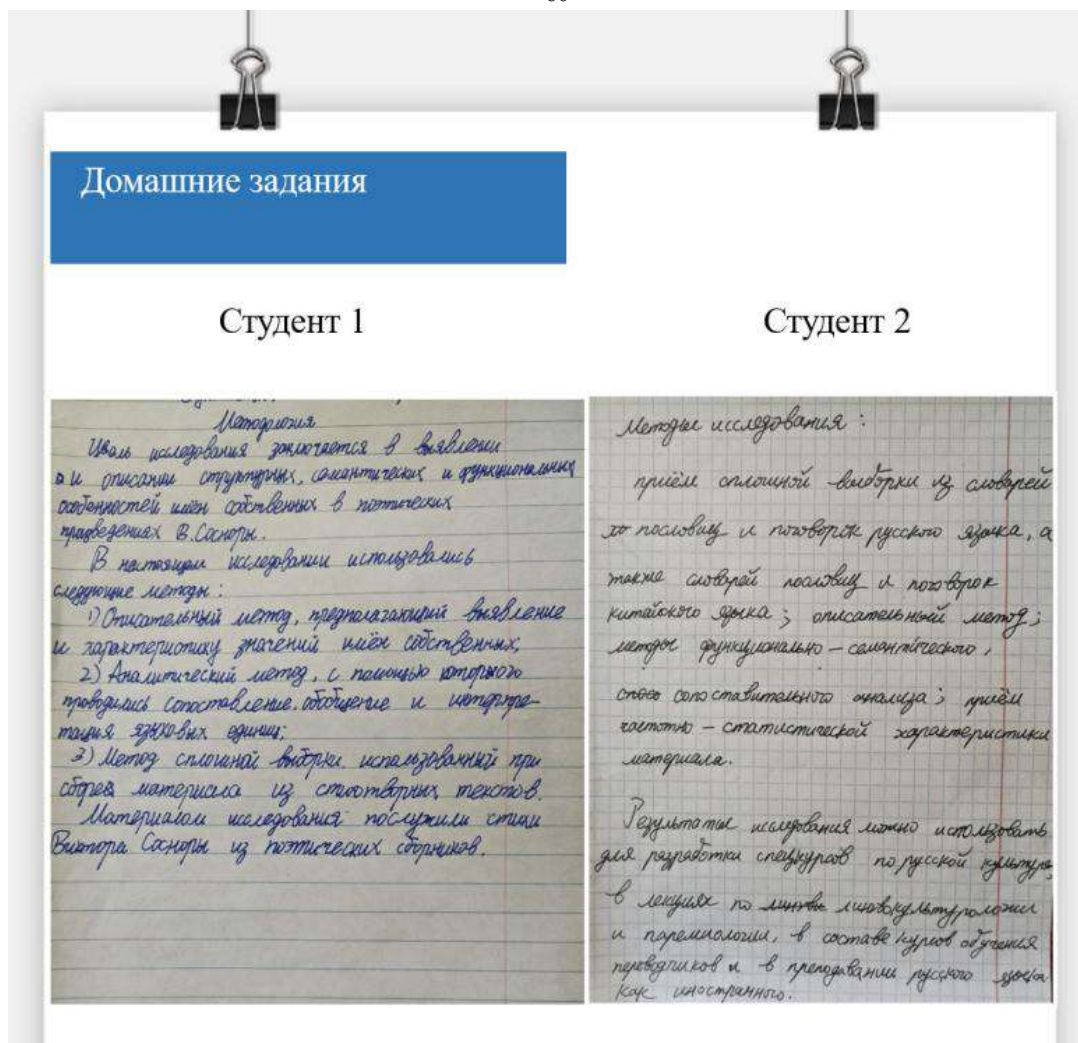 Домашние задания
Студент 1
Студент 2
Методология
Цель исследования заключается в выявлении
и описании структурных, семантических и функциональных
особенностей имён собственных в поэтических
произведениях В. Сосноры.
В настоящем исследовании использовались
следующие методы:
1) Описательный метод, предполагающий выявление
и характеристику значений имён собственных;
2) Аналитический метод, с помощью которого
проводились сопоставление, обобщение и интерпре-
тация языковых единиц;
3) Метод сплошной выборки, использованный при
сборе материала из стихотворных текстов.
Материалом исследования послужили стихи
Виктора Сосноры из поэтических сборников.
Методы исследования:
приём сплошной выборки из словарей
пословиц и поговорок русского языка, а
также словарей пословиц и поговорок
китайского языка; описательный метод;
методы функционально – семантического,
сопоставительного анализа; приём
частотно – статистической характеристики
материала.
Результаты исследования можно использовать
для разработки спецкурсов по русской культуре,
в лекциях по лингвокультурологии
и паремиологии, в составе курсов обучения
переводчиков и в преподавании русского языка
как иностранного.